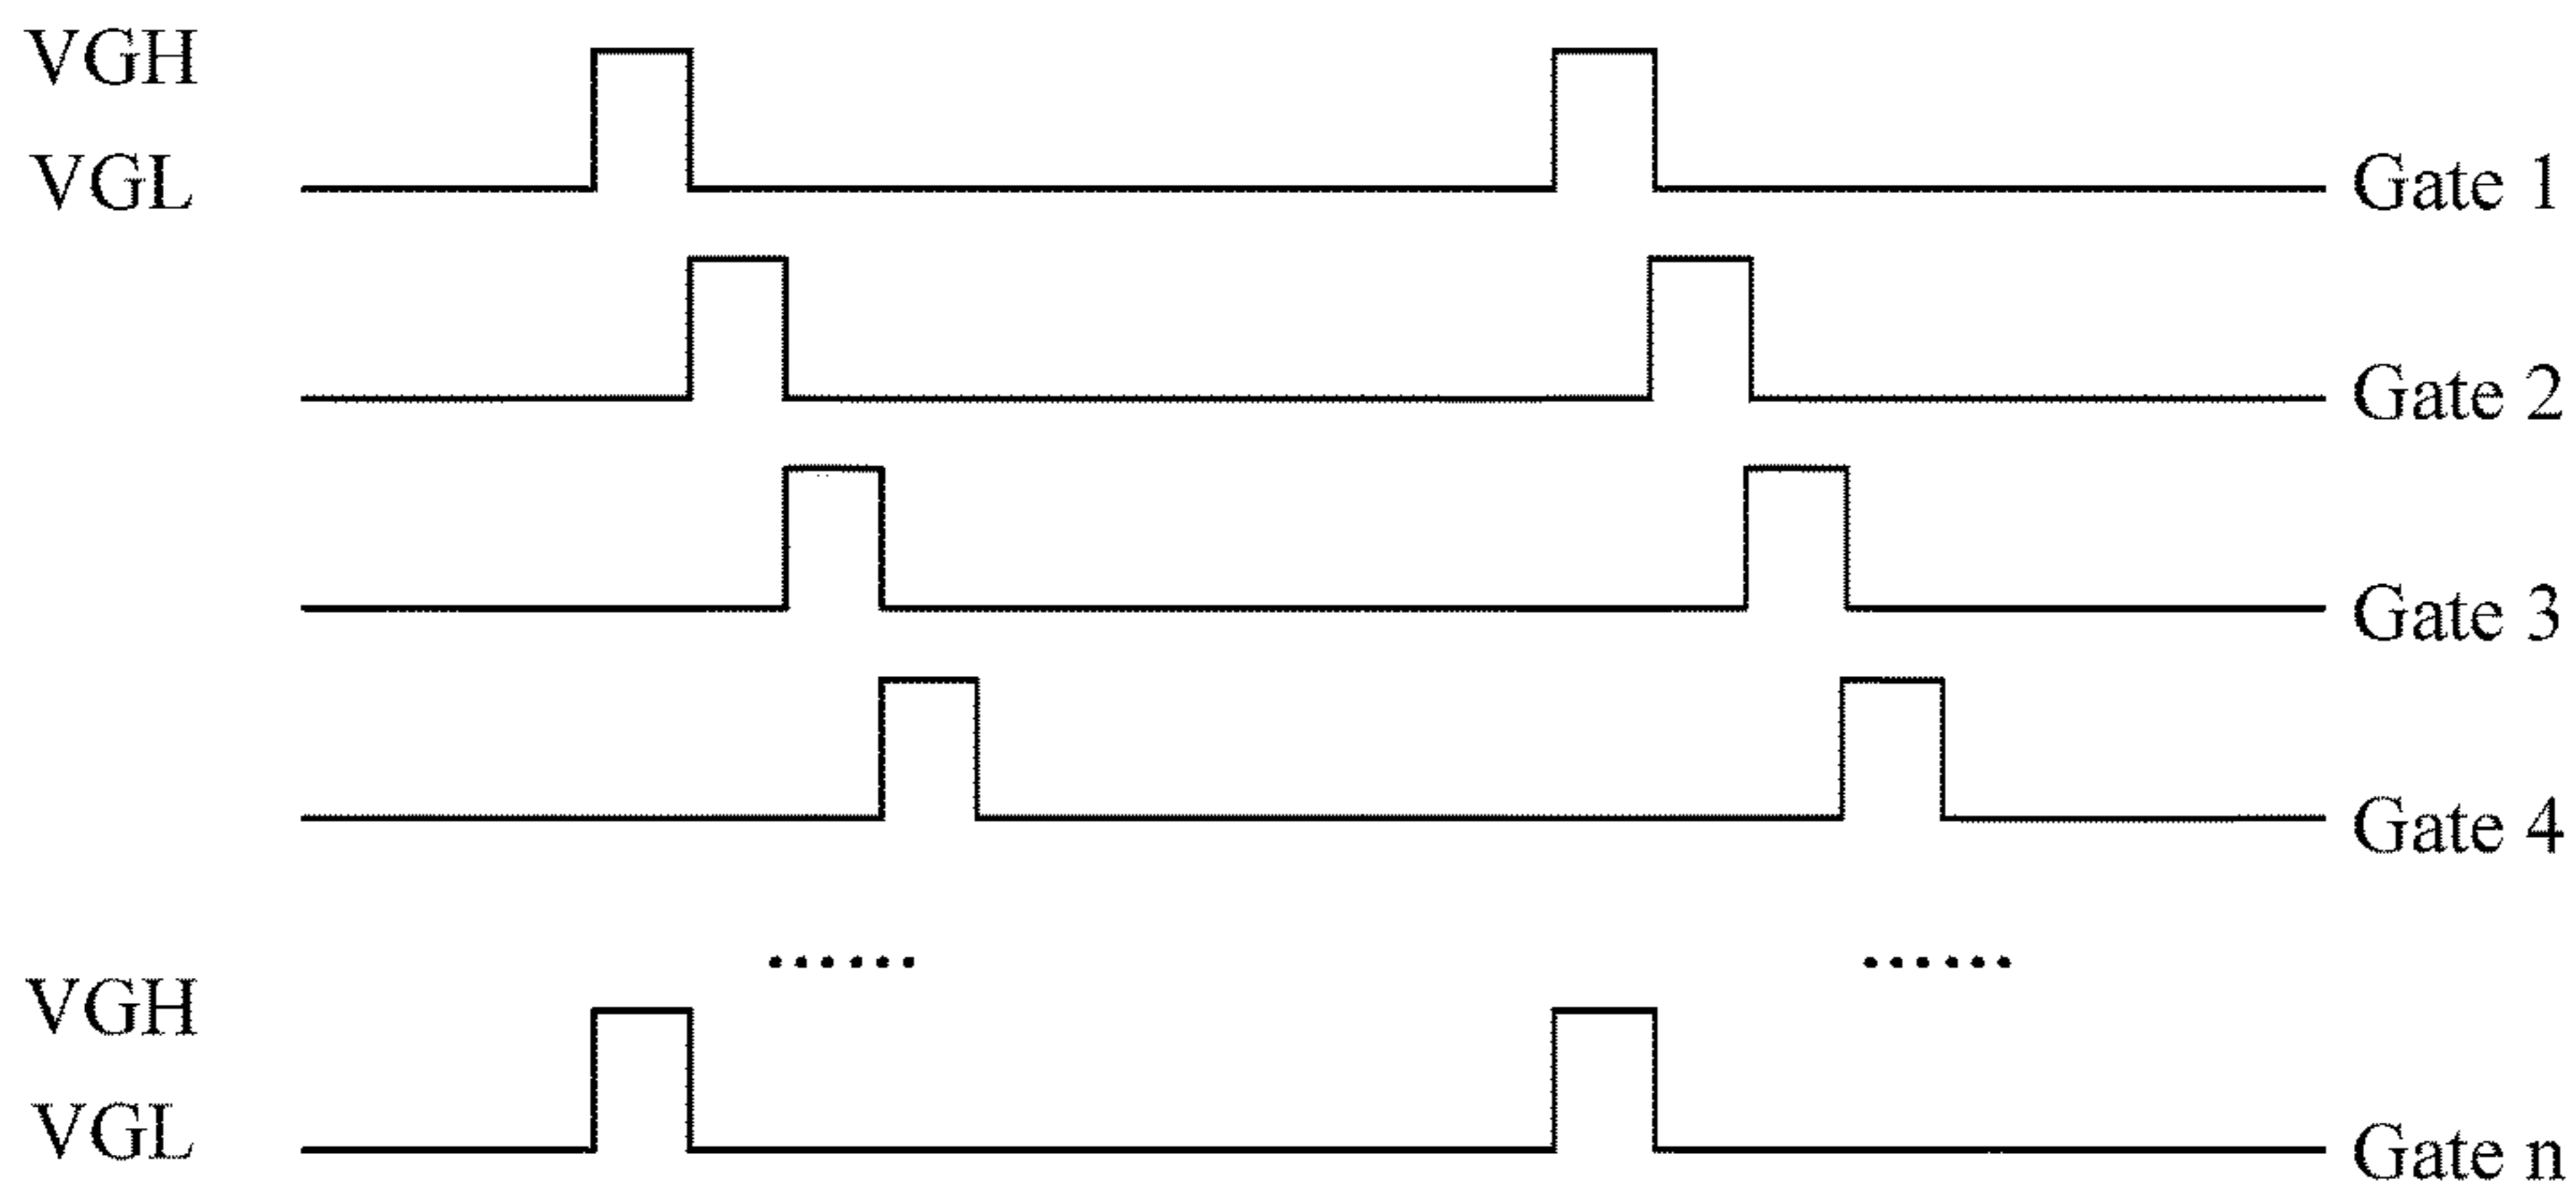 VGH
VGL
Gate 1
Gate 2
Gate 3
Gate 4
......
......
VGH
VGL
Gate n